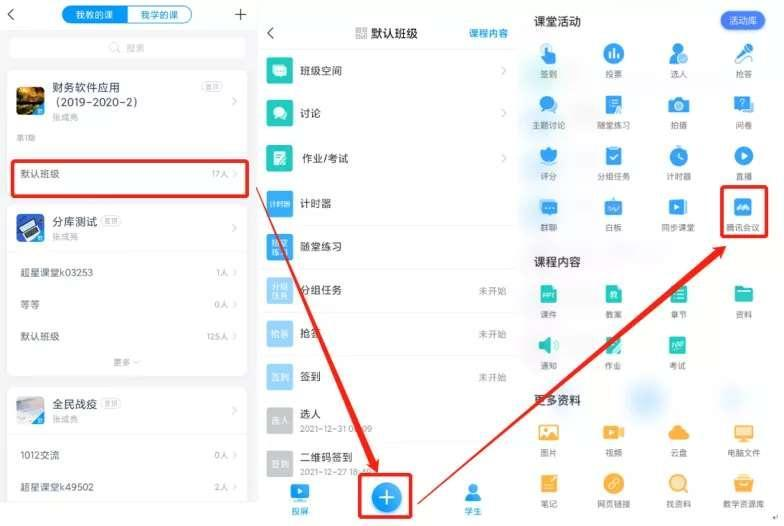 我教的课
我学的课
搜索
财务软件应用
（2019-2020-2）
置顶
张成亮
第1期
默认班级
17人
分库测试
置顶
张成亮
超星课堂k03253
1人
等等
0人
默认班级
125人
更多
全民战疫
置顶
张成亮
1012交流
0人
超星课堂k49502
2人
默认班级
课程内容
班级空间
讨论
作业/考试
计时器
计时器
随堂
练习
随堂练习
分组
任务
分组任务
未开始
抢答
抢答
未开始
签到
签到
未开始
选人
选人
2021-12-31 0
签到
二维码签到
2021-12-27 18:4
投屏
学生
课堂活动
活动库
签到
投票
选人
抢答
主题讨论
随堂练习
拍摄
问卷
评分
分组任务
计时器
直播
群聊
白板
同步课堂
腾讯会议
课程内容
PPT
教
课件
教案
章节
资料
通知
作业
考试
更多资料
图片
视频
云盘
电脑文件
笔记
网页链接
找资料
教学资源库